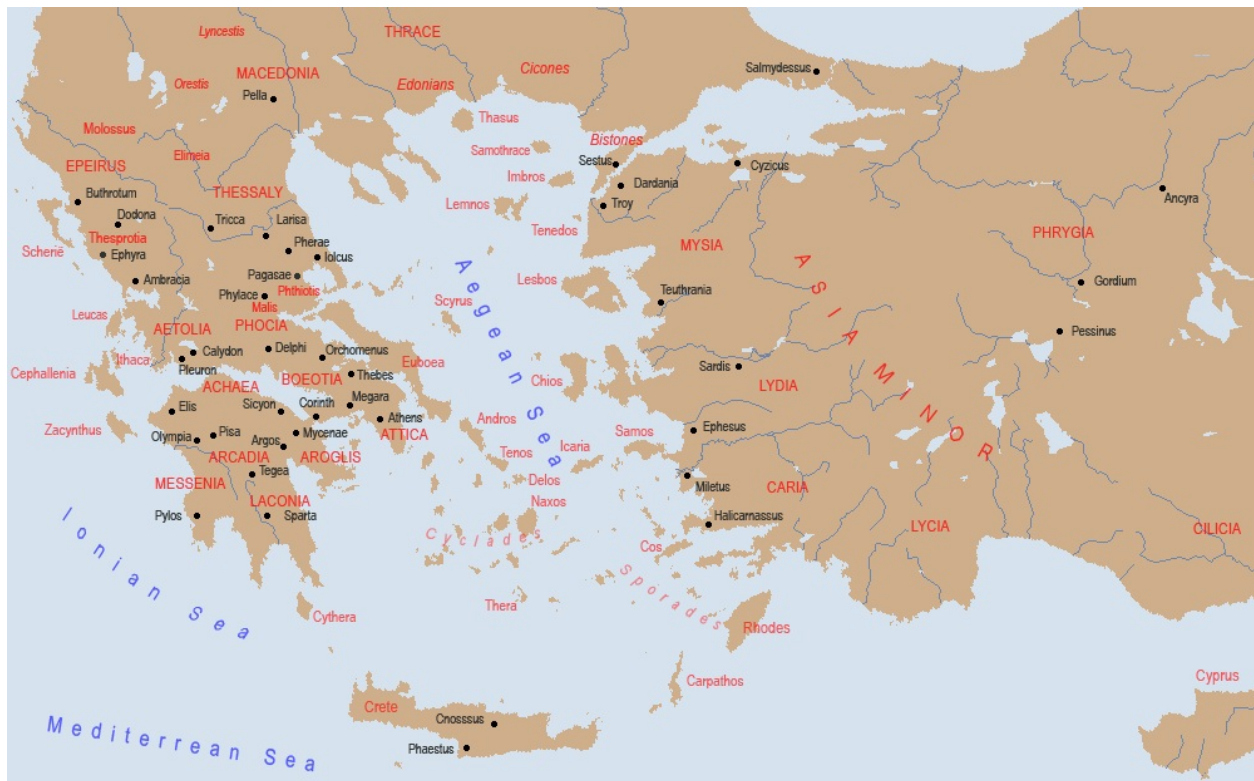 Lyncestis
THRACE
Cicones
MACEDONIA
Salmydessus
Orestis
Edonians
Pella
Thasus
Molossus
Bistones
Elimeia
Samothrace
Sestus
Cyzicus
EPEIRUS
Imbros
Dardania
Buthrotum
THESSALY
Ancyra
Lemnos
Troy
Dodona
Tricca
Larisa
Tenedos
PHRYGIA
Thesprotia
MYSIA
Scherië
Ephyra
Pherae
Iolcus
Aegean Sea
ASIA MINOR
Ambracia
Pagasae
Lesbos
Gordium
Phylace
Phthiotis
Teuthrania
Malis
Scyrus
Leucas
AETOLIA
PHOCIA
Pessinus
Calydon
Delphi
Orchomenus
Ithaca
Euboea
Pleuron
Sardis
Cephallenia
BOEOTIA
Thebes
Chios
LYDIA
ACHAEA
Megara
Elis
Sicyon
Corinth
Athens
Andros
Zacynthus
Mycenae
Samos
Ephesus
Olympia
Pisa
Argos
ATTICA
Icaria
ARCADIA
AROGLIS
Tenos
Tegea
Delos
MESSENIA
Miletus
CARIA
LACONIA
Naxos
Pylos
Sparta
Halicarnassus
LYCIA
CILICIA
Ionian Sea
Cyclades
Cos
Sporades
Thera
Cythera
Rhodes
Carpathos
Cyprus
Crete
Cnosssus
Mediterrean Sea
Phaestus